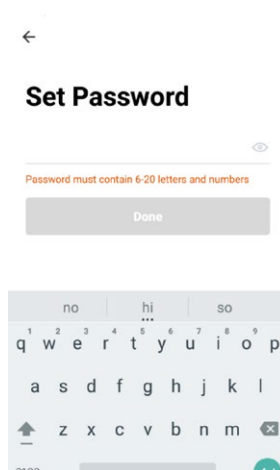 Set Password
Password must contain 6-20 letters and numbers
Done
no hi so
1 2 3 4 5 6 7 8 9
q w e r t y u i o p
a s d f g h j k l
z x c v b n m